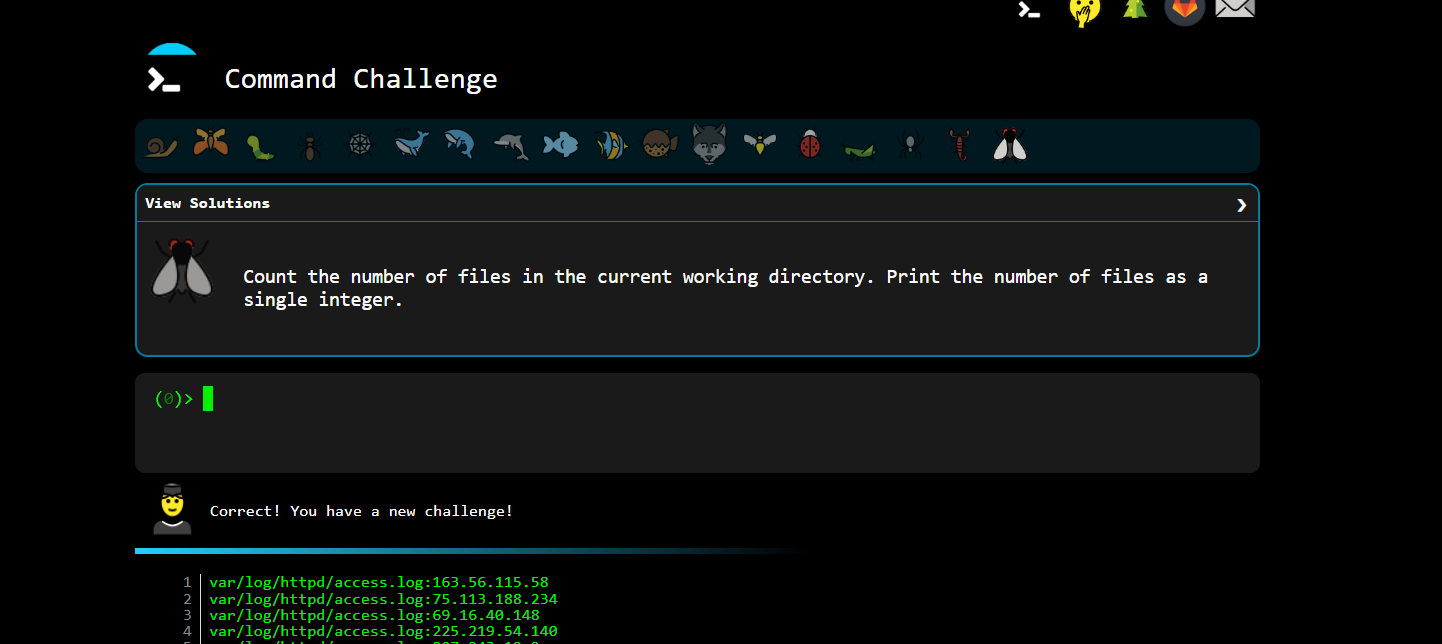 Command Challenge
View Solutions
Count the number of files in the current working directory. Print the number of files as a
single integer.
(0)>
Correct! You have a new challenge!
1 var/log/httpd/access.log:163.56.115.58
2 var/log/httpd/access.log:75.113.188.234
3 var/log/httpd/access.log:69.16.40.148
4 var/log/httpd/access.log:225.219.54.140